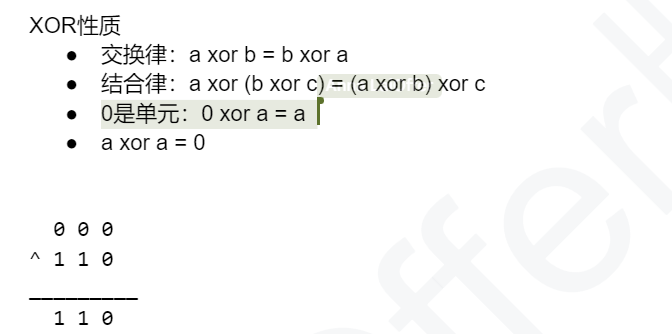 XOR性质
● 交换律：a xor b = b xor a
● 结合律：a xor (b xor c) = (a xor b) xor c
● 0是单元：0 xor a = a
● a xor a = 0
0 0 0
^ 1 1 0
_________
1 1 0